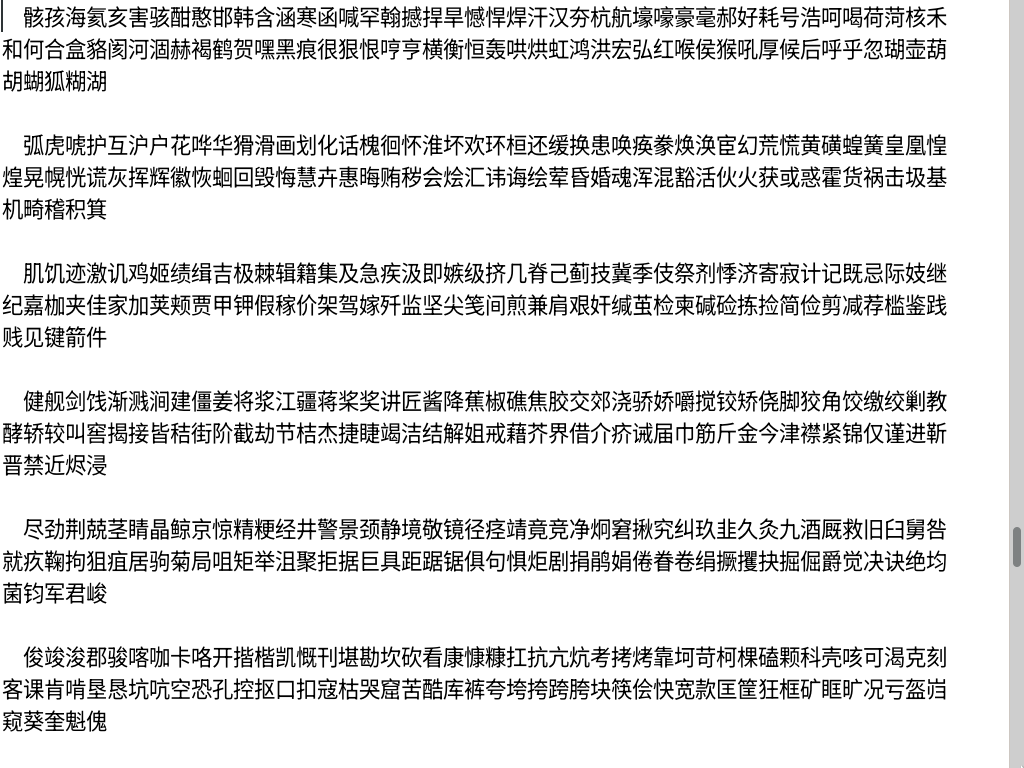 骸孩海氦亥害骇酣憨邯韩含涵寒函喊罕翰撼捍旱憾悍焊汗汉夯杭航壕嚎豪毫郝好耗号浩呵喝荷菏核禾
和何合盒貉阂河涸赫褐鹤贺嘿黑痕很狠恨哼亨横衡恒轰哄烘虹鸿洪宏弘红喉侯猴吼厚候后呼乎忽瑚壶葫
胡蝴狐糊湖
弧虎唬护互沪户花哗华猾滑画划化话槐徊怀淮坏欢环桓还缓换患唤痪豢焕涣宦幻荒慌黄磺蝗簧皇凰惶
煌晃幌恍谎灰挥辉徽恢蛔回毁悔慧卉惠晦贿秽会烩汇讳诲绘荤昏婚魂浑混豁活伙火获或惑霍货祸击圾基
机畸稽积箕
肌饥迹激讥鸡姬绩缉吉极棘辑籍集及急疾汲即嫉级挤几脊己蓟技冀季伎祭剂悸济寄寂计记既忌际妓继
纪嘉枷夹佳家加荚颊贾甲钾假稼价架驾嫁歼监坚尖笺间煎兼肩艰奸缄茧检柬碱硷拣捡简俭剪减荐槛鉴践
贱见键箭件
健舰剑饯渐溅涧建僵姜将浆江疆蒋桨奖讲匠酱降蕉椒礁焦胶交郊浇骄娇嚼搅铰矫侥脚狡角饺缴绞剿教
酵轿较叫窖揭接皆秸街阶截劫节桔杰捷睫竭洁结解姐戒藉芥界借介疥诫届巾筋斤金今津襟紧锦仅谨进靳
晋禁近烬浸
尽劲荆兢茎睛晶鲸京惊精粳经井警景颈静境敬镜径痉靖竟竞净炯窘揪究纠玖韭久灸九酒厩救旧臼舅咎
就疚鞠拘狙疽居驹菊局咀矩举沮聚拒据巨具距踞锯俱句惧炬剧捐鹃娟倦眷卷绢撅攫抉掘倔爵觉决诀绝均
菌钧军君峻
俊竣浚郡骏喀咖卡咯开揩楷凯慨刊堪勘坎砍看康慷糠扛抗亢炕考拷烤靠坷苛柯棵磕颗科壳咳可渴克刻
客课肯啃垦恳坑吭空恐孔控抠口扣寇枯哭窟苦酷库裤夸垮挎跨胯块筷侩快宽款匡筐狂框矿眶旷况亏盔岿
窥葵奎魁傀